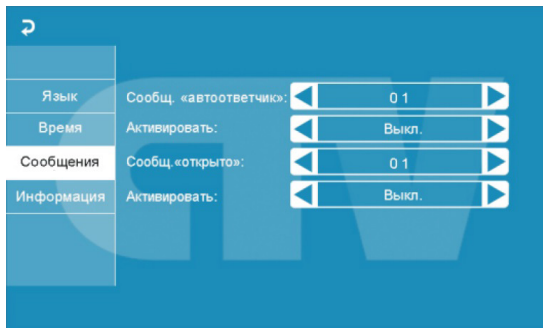 Язык
Сообщ. «автоответчик»: 0 1
Время
Активировать: Выкл.
Сообщения
Сообщ.«открыто»: 0 1
Информация
Активировать: Выкл.